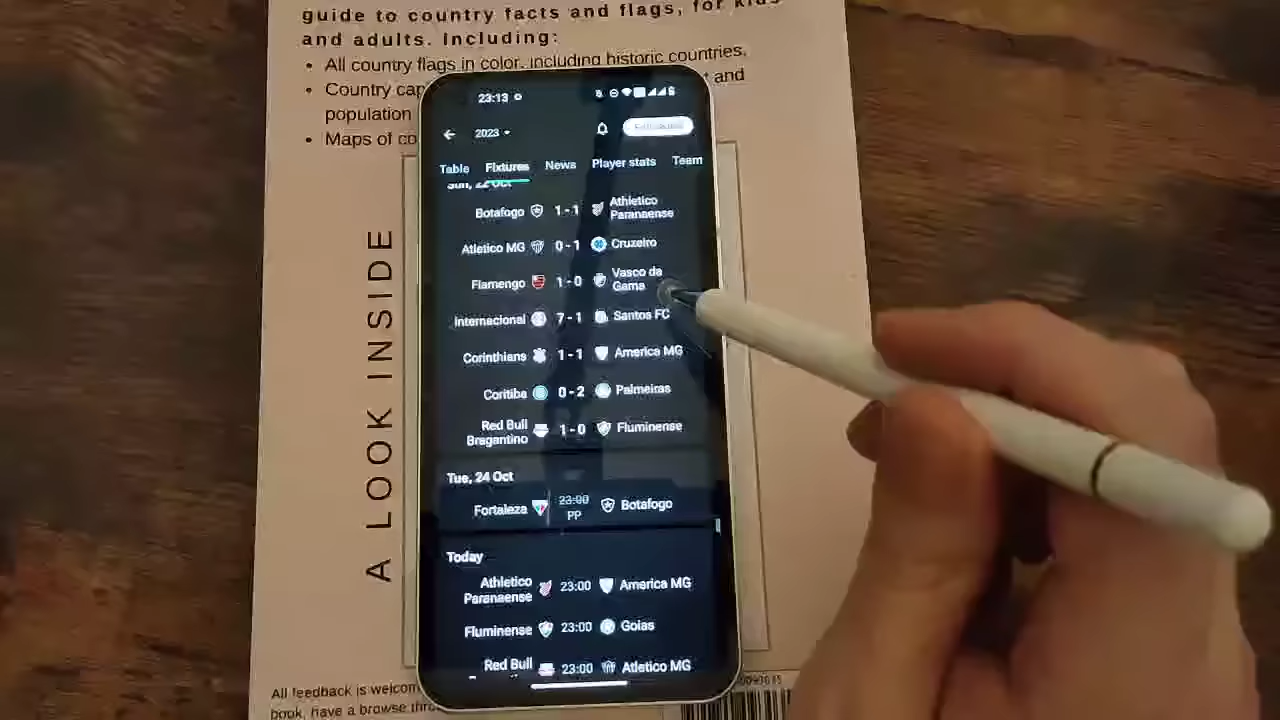 guide to country facts and flags, for kids
and adults. Including:
• All country flags in color, including historic countries,
• Country cap
t and
population
• Maps of co
A LOOK INSIDE
23:13
2023
Table Fixtures News Player stats Team
Sun, 22 Oct
Botafogo 1 - 1 Athletico
Paranaense
Atletico MG 0 - 1 Cruzeiro
Flamengo 1 - 0 Vasco da
Gama
Internacional 7 - 1 Santos FC
Corinthians 1 - 1 America MG
Coritiba 0 - 2 Palmeiras
Red Bull
Bragantino 1 - 0 Fluminense
Tue, 24 Oct
Fortaleza 23:00
PP Botafogo
Today
Athletico
Paranaense 23:00 America MG
Fluminense 23:00 Goias
Red Bull 23:00 Atletico MG
All feedback is welcom
book, have a browse thro